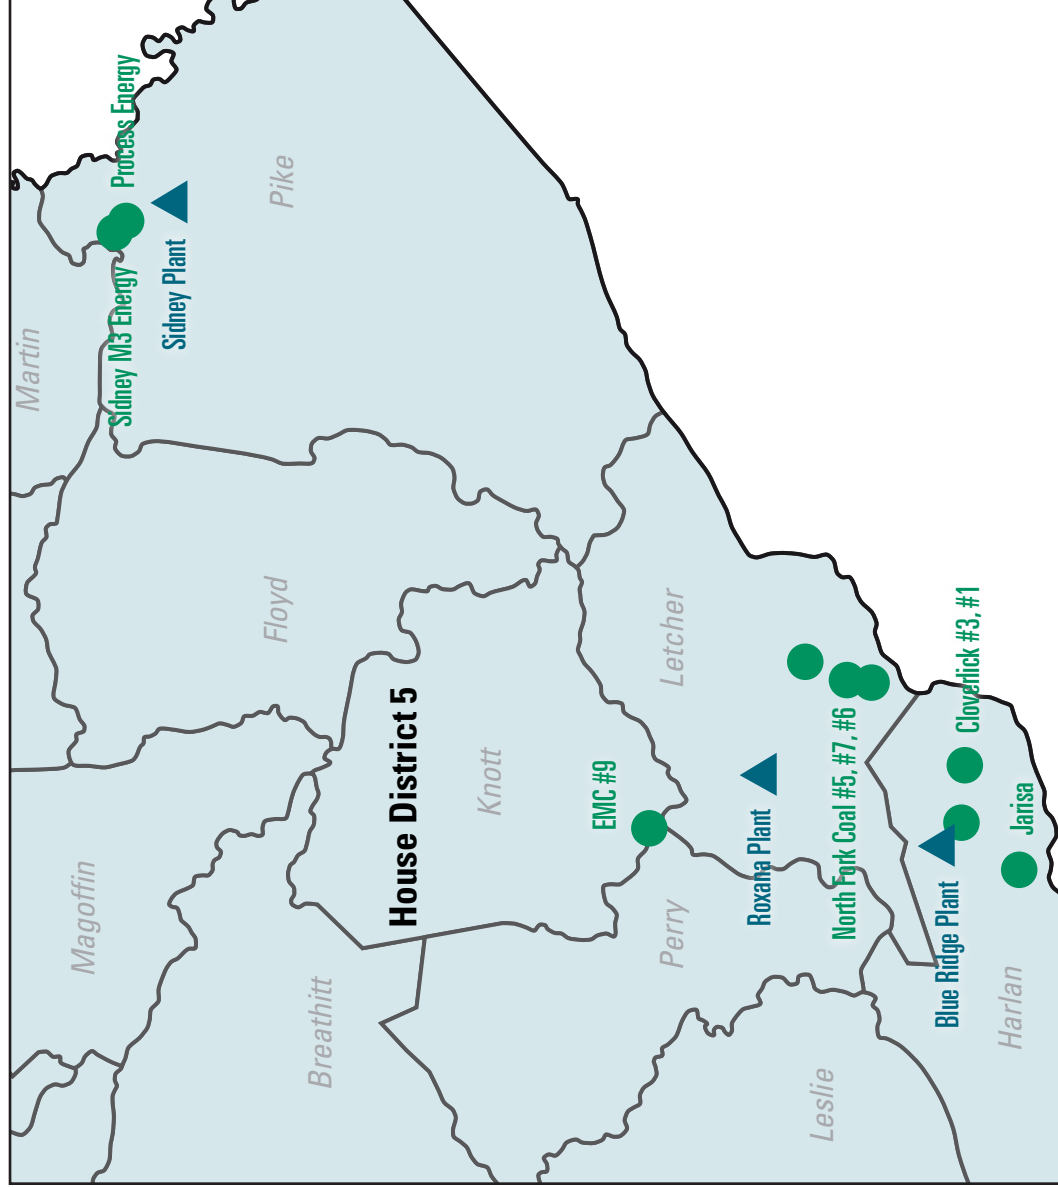 Martin
Sidney M3 Energy
Process Energy
Sidney Plant
Pike
Magoffin
Floyd
Breathitt
House District 5
Knott
EMC #9
Perry
Letcher
Roxana Plant
North Fork Coal #5, #7, #6
Leslie
Blue Ridge Plant
Cloverlick #3, #1
Harlan
Jarisa